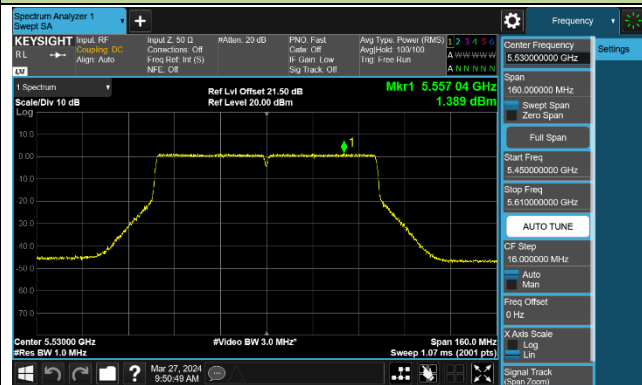 Spectrum Analyzer 1
Swept SA
Frequency
KEYSIGHT
Input: RF
Input Z: 50 Ω
#Atten: 20 dB
PNO: Fast
Avg Type: Power (RMS)
1 2 3 4 5 6
RL
Coupling: DC
Corrections: Off
Gate: Off
Avg|Hold: 100/100
A W W W W W
Align: Auto
Freq Ref: Int (S)
IF Gain: Low
Trig: Free Run
NFE: Off
Sig Track: Off
A N N N N N
LXI
1 Spectrum
Ref Lvl Offset 21.50 dB
Mkr1 5.557 04 GHz
Scale/Div 10 dB
Ref Level 20.00 dBm
1.389 dBm
Log
10.0
0.00
10.0
20.0
30.0
40.0
50.0
60.0
70.0
1
Center 5.53000 GHz
#Video BW 3.0 MHz*
Span 160.0 MHz
#Res BW 1.0 MHz
Sweep 1.07 ms (2001 pts)
Mar 27, 2024
9:50:49 AM
Center Frequency
5.530000000 GHz
Settings
Span
160.000000 MHz
Swept Span
Zero Span
Full Span
Start Freq
5.450000000 GHz
Stop Freq
5.610000000 GHz
AUTO TUNE
CF Step
16.000000 MHz
Auto
Man
Freq Offset
0 Hz
X Axis Scale
Log
Lin
Signal Track
(Span Zoom)